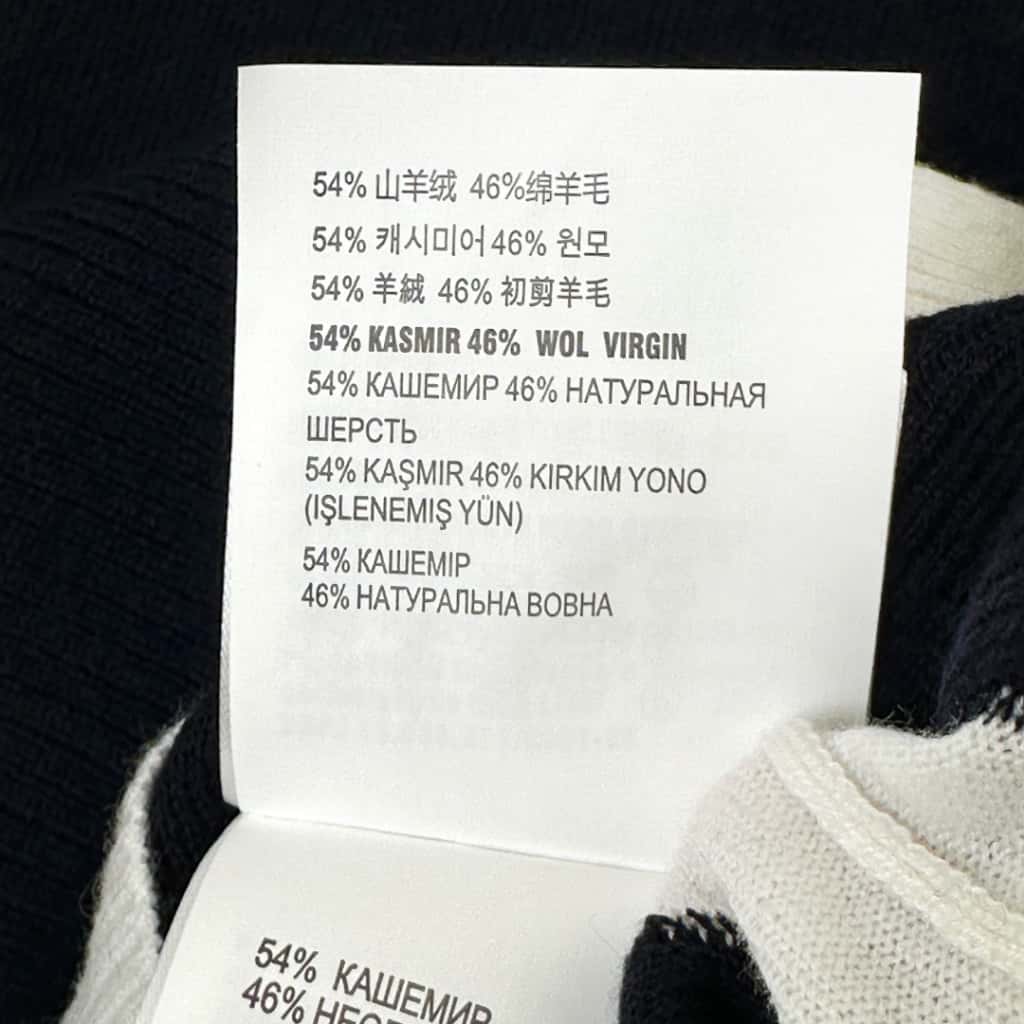 54% 山羊绒 46%绵羊毛
54% 캐시미어 46% 원모
54% 羊絨 46% 初剪羊毛
54% KASMIR 46% WOL VIRGIN
54% КАШЕМИР 46% НАТУРАЛЬНАЯ
ШЕРСТЬ
54% KAŞMIR 46% KIRKIM YONO
(IŞLENEMIŞ YÜN)
54% КАШЕМІР
46% НАТУРАЛЬНА ВОВНА
54% КАШЕМИР
46%